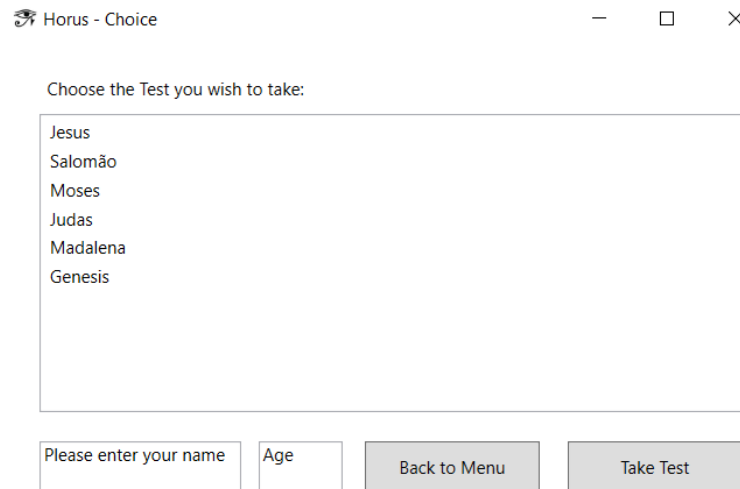 Horus - Choice
Choose the Test you wish to take:
Jesus
Salomão
Moses
Judas
Madalena
Genesis
Please enter your name Age Back to Menu Take Test